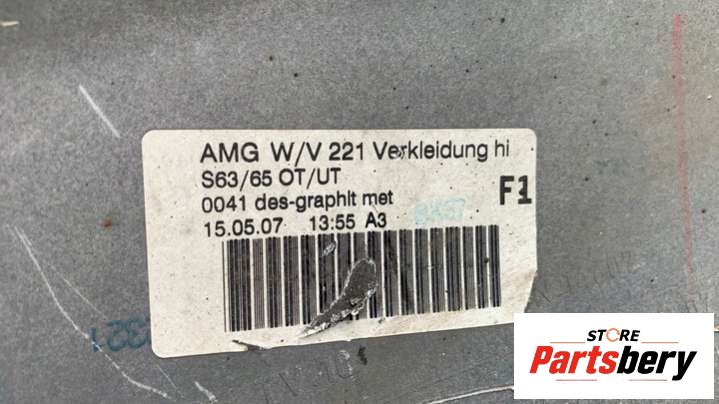 AMG W/V 221 Verkleidung hi
S63/65 OT/UT
0041 des-graphit met
F1
15.05.07 13:55 A3
STORE
Partsbery